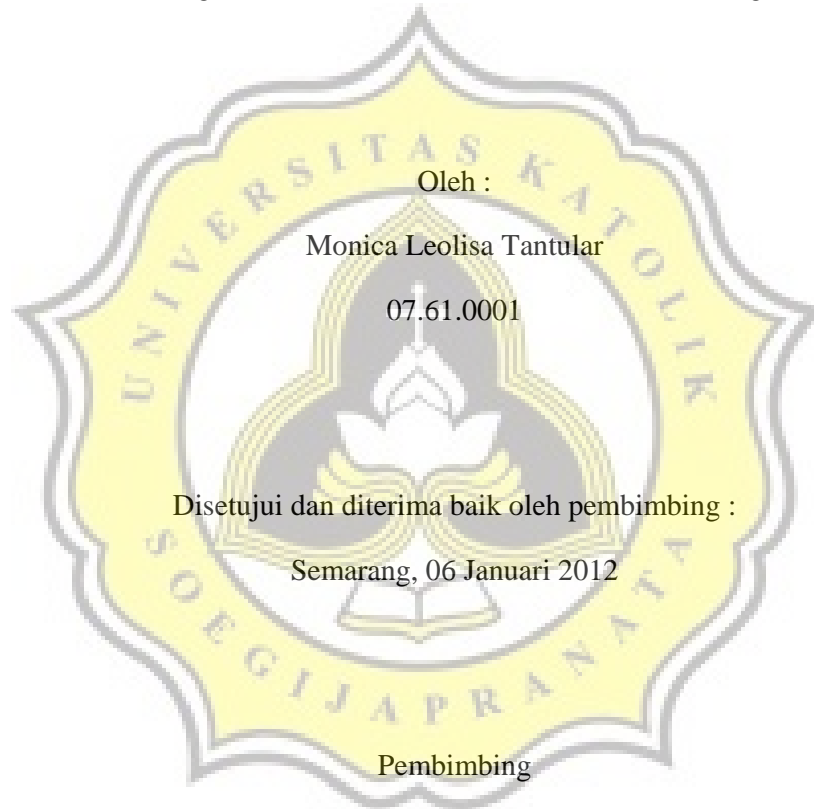 Oleh :
Monica Leolisa Tantular
07.61.0001
Disetujui dan diterima baik oleh pembimbing :
Semarang, 06 Januari 2012
Pembimbing
UNIVERSITAS KATOLIK
SOEGIJAPRANATA